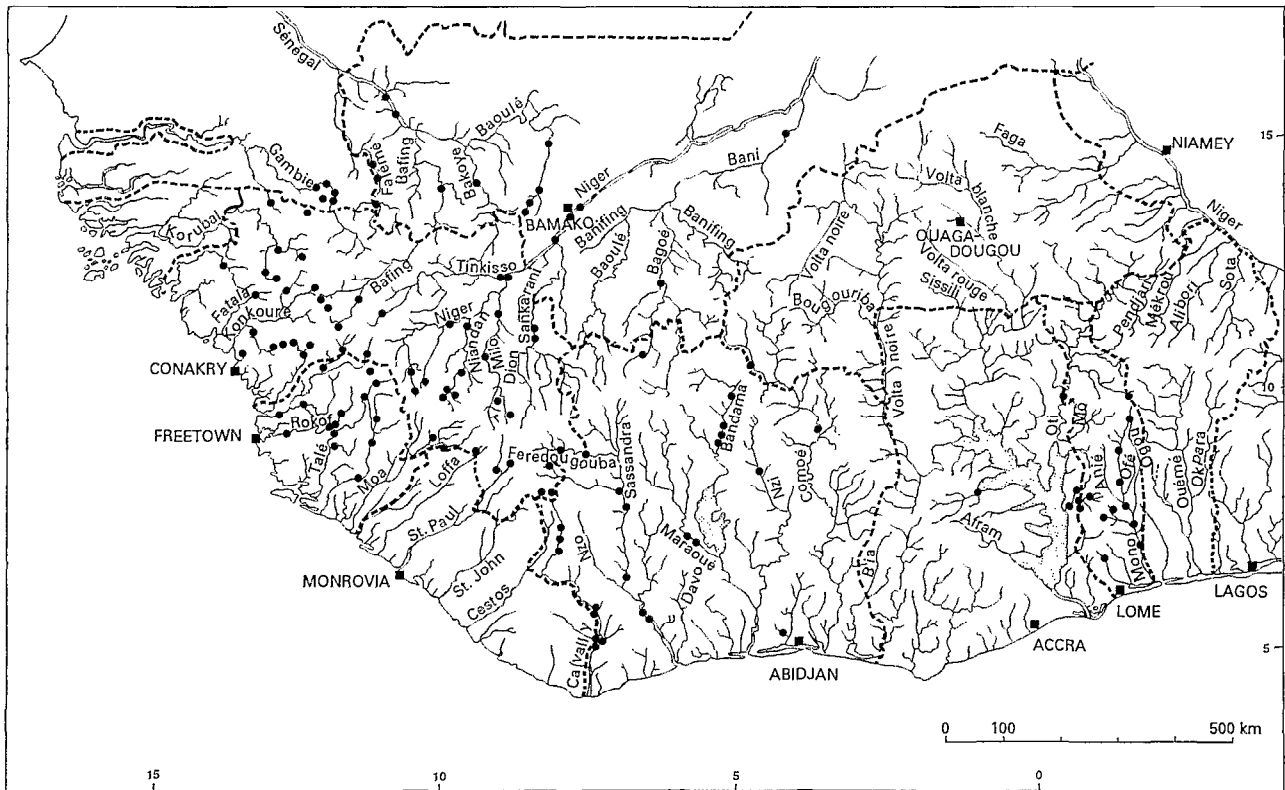 Sénégal
Baoulé
Faga
15
NIAMEY
Gambie
Falémé
Bafing
Bakoye
Niger
Bani
Volta blanche
Niger
BAMAKO
Banifing
Baoulé
Bagoé
Banifing
Volta noire
OUAGA-
DOUGOU
Volta rouge
Sissili
Korubal
Bafing
Tinkisso
Sankarani
Bougouriba
Pendjari
Mékrou
Alibori
Sota
Fatala
Konkouré
Niger
Niandan
Milo
Dion
Volta noire
CONAKRY
10
Oti
Mo
Rokel
FREETOWN
Talé
Moa
Loffa
Feredougouba
Sassandra
Bandama
Nzi
Comoé
Anié
Ofé
Ogou
Ouémé
Okpara
Afram
St. Paul
Nzo
Maraoué
Davo
Bia
Mono
MONROVIA
St. John
Cestos
Cavally
LOME
LAGOS
ACCRA
5
ABIDJAN
0 100 500 km
15 10 5 0